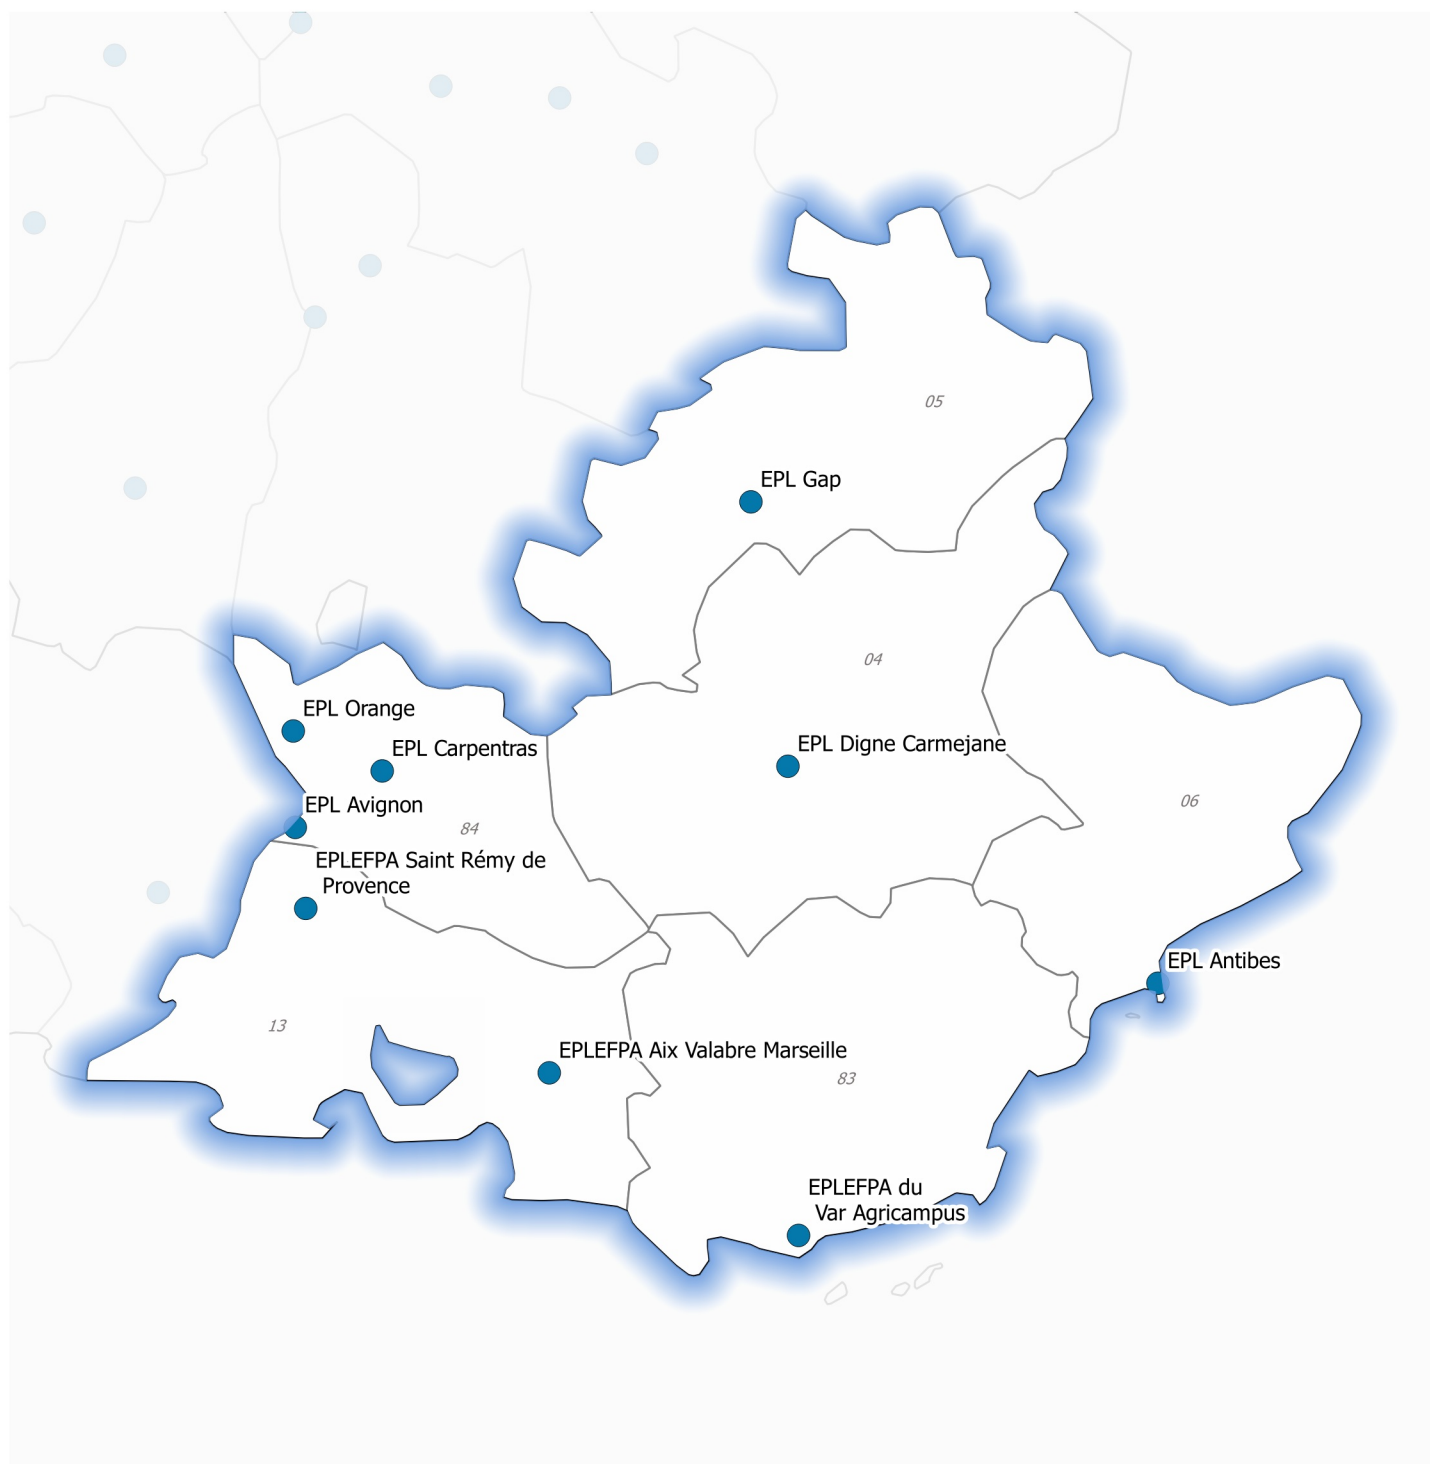 05
EPL Gap
04
EPL Orange
EPL Digne Carmejane
EPL Carpentras
06
EPL Avignon
84
EPLEFPA Saint Rémy de
Provence
EPL Antibes
13
EPLEFPA Aix Valabre Marseille
83
EPLEFPA du
Var Agricampus